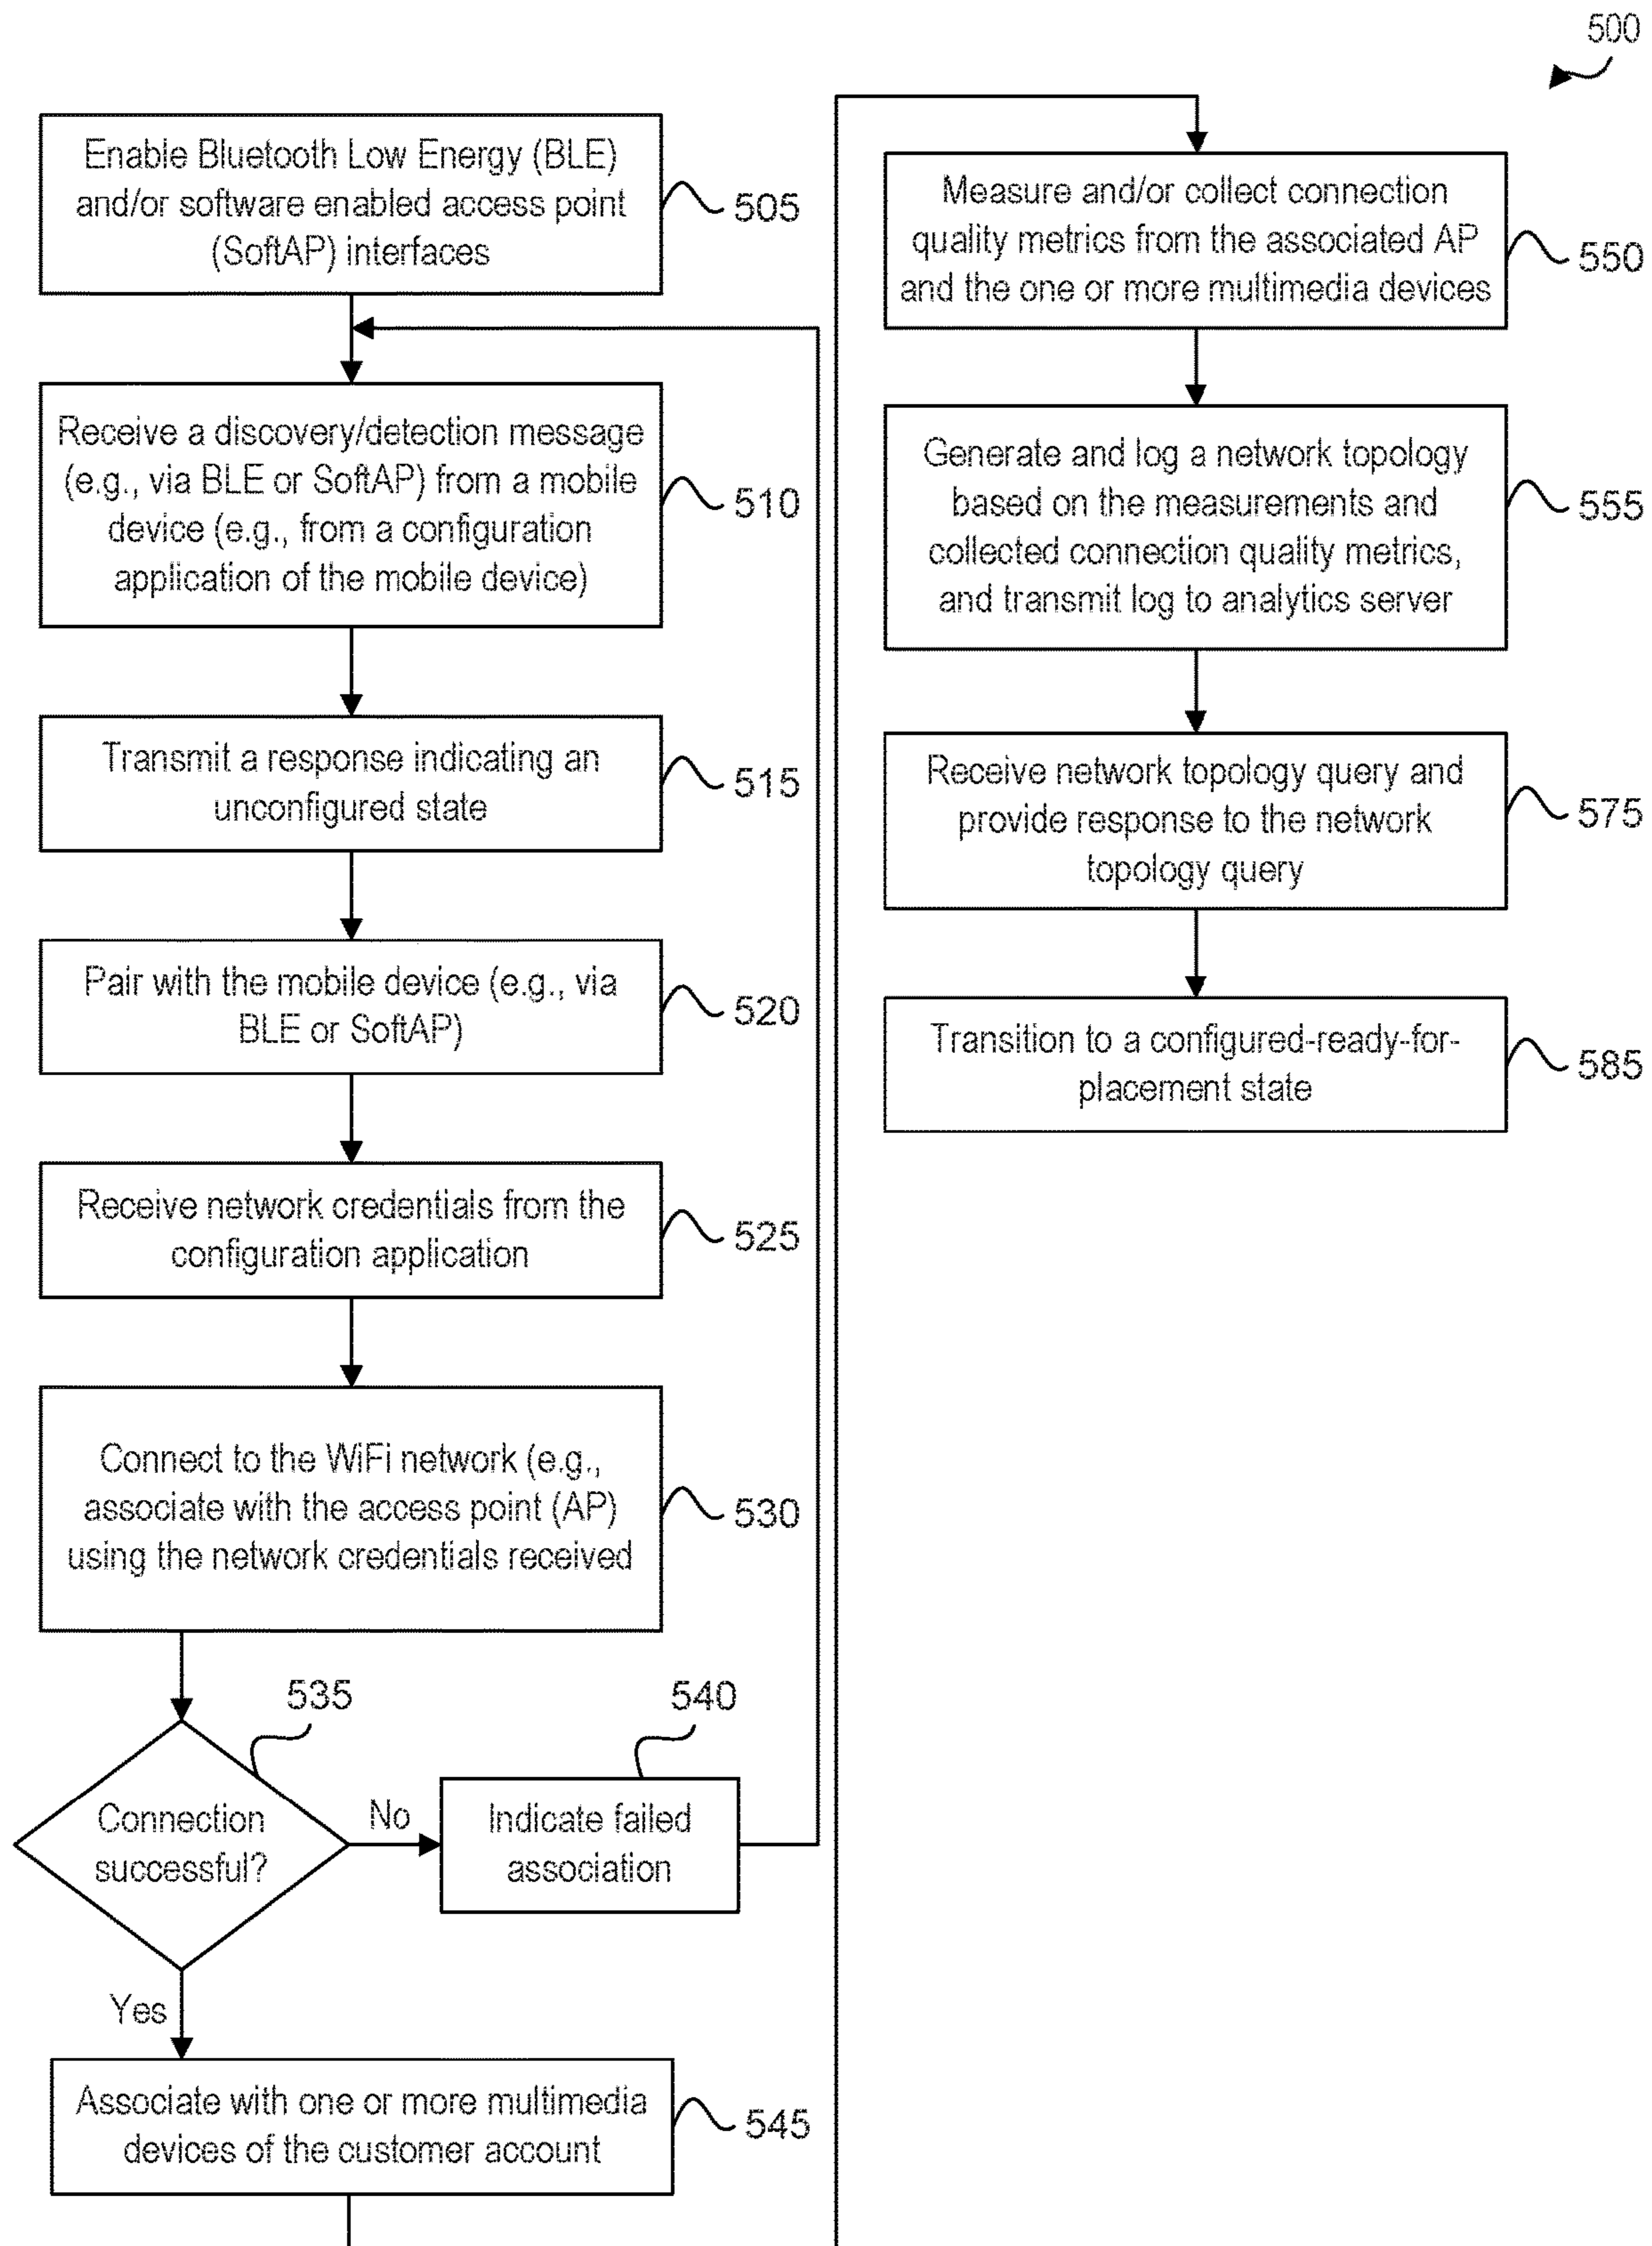 500
Enable Bluetooth Low Energy (BLE)
and/or software enabled access point
(SoftAP) interfaces
505
Receive a discovery/detection message
(e.g., via BLE or SoftAP) from a mobile
device (e.g., from a configuration
application of the mobile device)
510
Transmit a response indicating an
unconfigured state
515
Pair with the mobile device (e.g., via
BLE or SoftAP)
520
Receive network credentials from the
configuration application
525
Connect to the WiFi network (e.g.,
associate with the access point (AP)
using the network credentials received
530
535
Connection
successful?
No
540
Indicate failed
association
Yes
Associate with one or more multimedia
devices of the customer account
545
Measure and/or collect connection
quality metrics from the associated AP
and the one or more multimedia devices
550
Generate and log a network topology
based on the measurements and
collected connection quality metrics,
and transmit log to analytics server
555
Receive network topology query and
provide response to the network
topology query
575
Transition to a configured-ready-for-
placement state
585